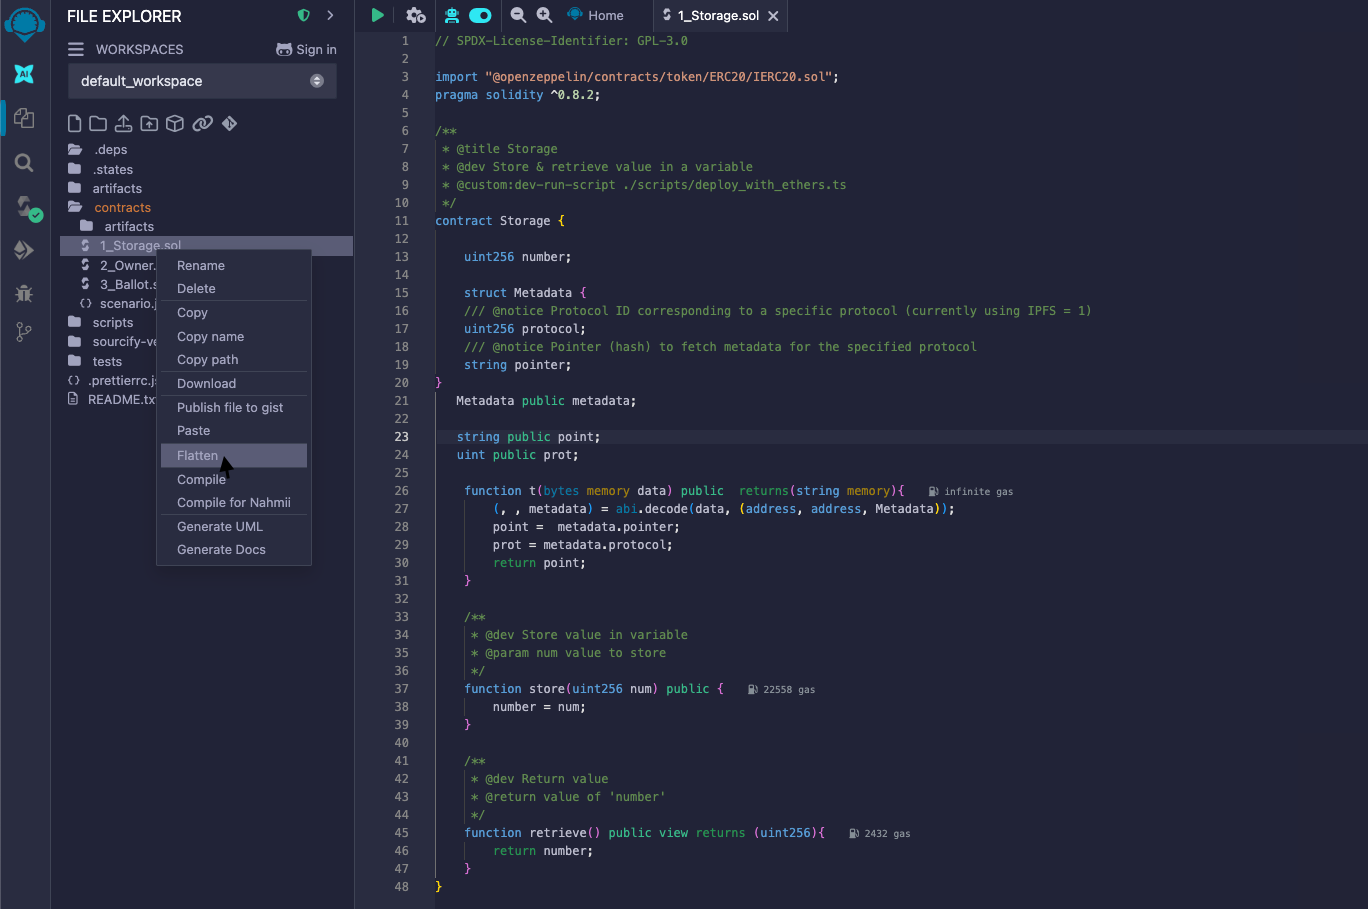 FILE EXPLORER
WORKSPACES
Sign in
default_workspace
.deps
.states
artifacts
contracts
artifacts
1_Storage.sol
2_Owner.
3_Ballot.s
scenario.j
scripts
sourcify-ve
tests
.prettierrc.js
README.txt
Rename
Delete
Copy
Copy name
Copy path
Download
Publish file to gist
Paste
Flatten
Compile
Compile for Nahmii
Generate UML
Generate Docs
AI
Home
1_Storage.sol
1 // SPDX-License-Identifier: GPL-3.0
2
3 import "@openzeppelin/contracts/token/ERC20/IERC20.sol";
4 pragma solidity ^0.8.2;
5
6 /**
7 * @title Storage
8 * @dev Store & retrieve value in a variable
9 * @custom:dev-run-script ./scripts/deploy_with_ethers.ts
10 */
11 contract Storage {
12
13 uint256 number;
14
15 struct Metadata {
16 /// @notice Protocol ID corresponding to a specific protocol (currently using IPFS = 1)
17 uint256 protocol;
18 /// @notice Pointer (hash) to fetch metadata for the specified protocol
19 string pointer;
20 }
21 Metadata public metadata;
22
23 string public point;
24 uint public prot;
25
26 function t(bytes memory data) public returns(string memory){ infinite gas
27 (, , metadata) = abi.decode(data, (address, address, Metadata));
28 point = metadata.pointer;
29 prot = metadata.protocol;
30 return point;
31 }
32
33 /**
34 * @dev Store value in variable
35 * @param num value to store
36 */
37 function store(uint256 num) public { 22558 gas
38 number = num;
39 }
40
41 /**
42 * @dev Return value
43 * @return value of 'number'
44 */
45 function retrieve() public view returns (uint256){ 2432 gas
46 return number;
47 }
48 }